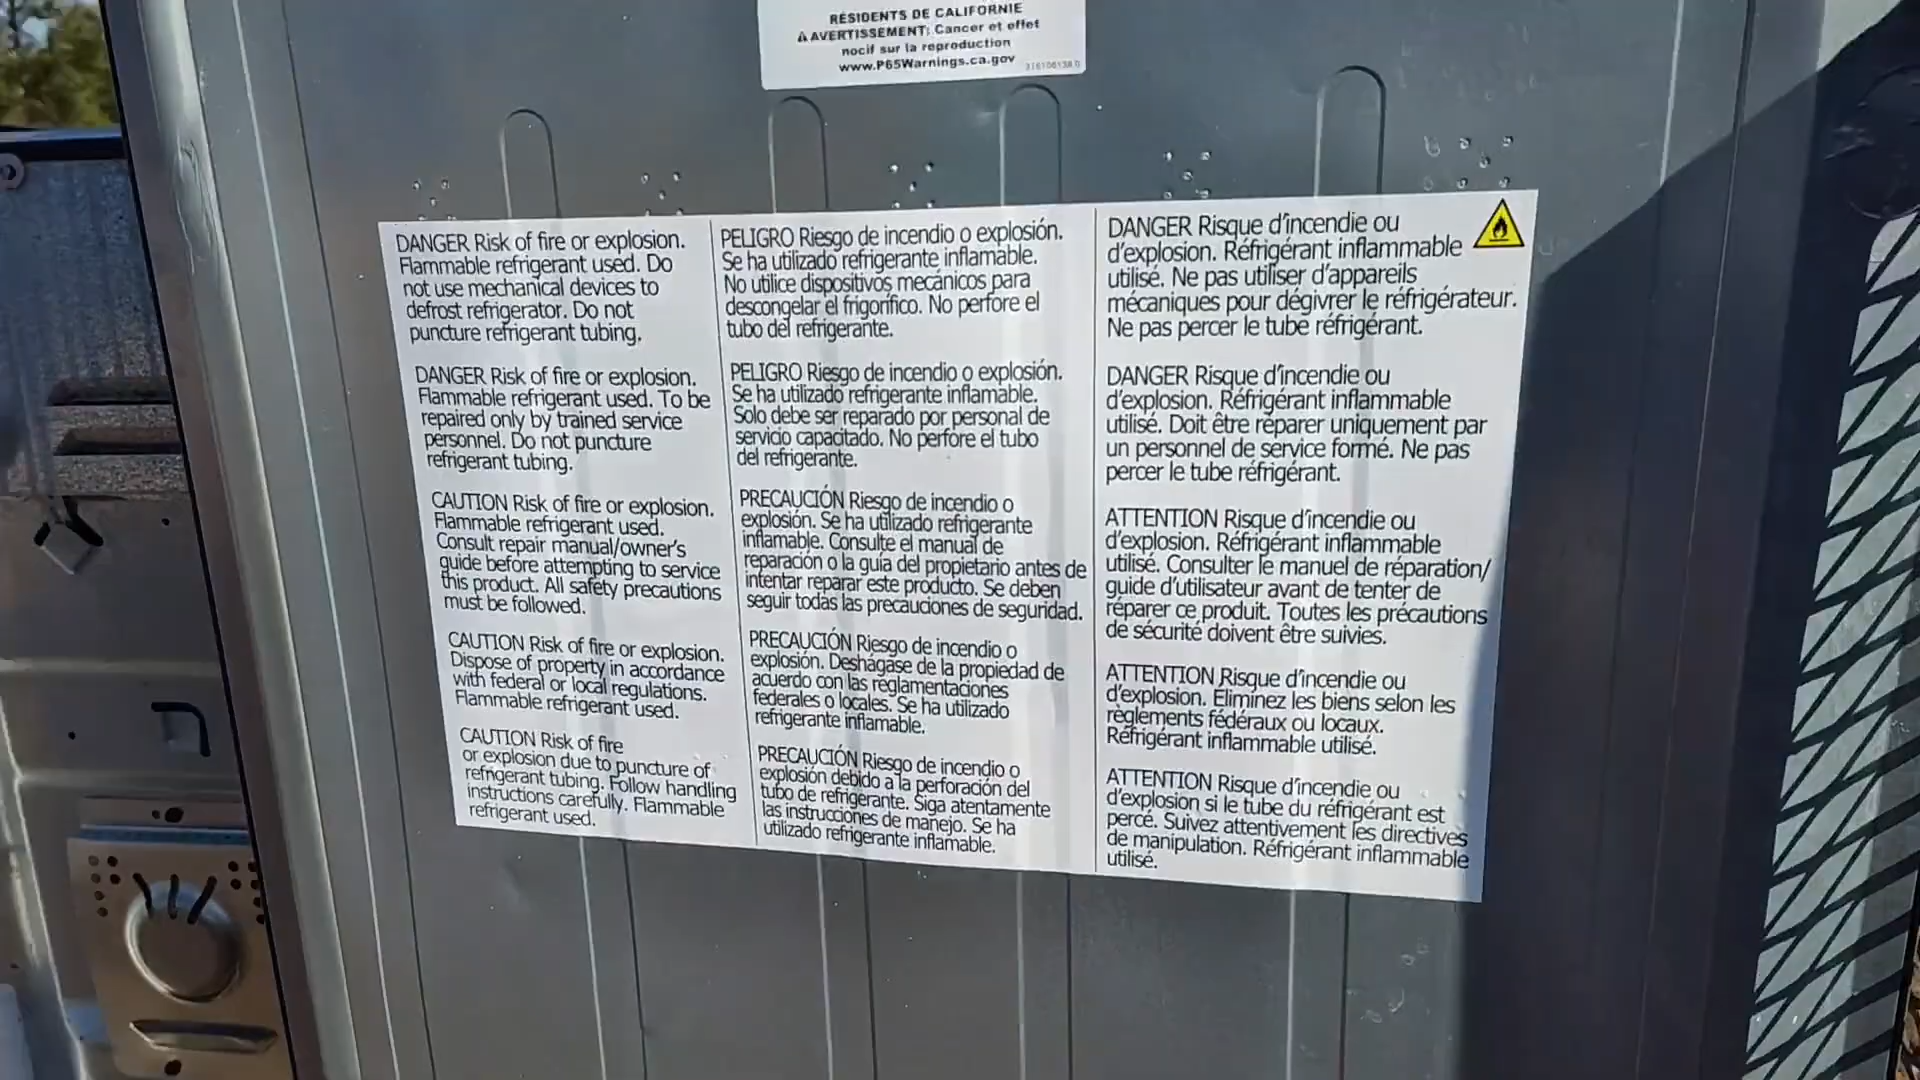 RÉSIDENTS DE CALIFORNIE
AVERTISSEMENT: Cancer et effet
nocif sur la reproduction
www.P65Warnings.ca.gov
DANGER Risk of fire or explosion.
Flammable refrigerant used. Do
not use mechanical devices to
defrost refrigerator. Do not
puncture refrigerant tubing.
DANGER Risk of fire or explosion.
Flammable refrigerant used. To be
repaired only by trained service
personnel. Do not puncture
refrigerant tubing.
CAUTION Risk of fire or explosion.
Flammable refrigerant used.
Consult repair manual/owner's
guide before attempting to service
this product. All safety precautions
must be followed.
CAUTION Risk of fire or explosion.
Dispose of property in accordance
with federal or local regulations.
Flammable refrigerant used.
CAUTION Risk of fire
or explosion due to puncture of
refrigerant tubing. Follow handling
instructions carefully. Flammable
refrigerant used.
PELIGRO Riesgo de incendio o explosión.
Se ha utilizado refrigerante inflamable.
No utilice dispositivos mecánicos para
descongelar el frigorífico. No perfore el
tubo del refrigerante.
PELIGRO Riesgo de incendio o explosión.
Se ha utilizado refrigerante inflamable.
Solo debe ser reparado por personal de
servicio capacitado. No perfore el tubo
del refrigerante.
PRECAUCIÓN Riesgo de incendio o
explosión. Se ha utilizado refrigerante
inflamable. Consulte el manual de
reparación o la guía del propietario antes de
intentar reparar este producto. Se deben
seguir todas las precauciones de seguridad.
PRECAUCIÓN Riesgo de incendio o
explosión. Deshágase de la propiedad de
acuerdo con las reglamentaciones
federales o locales. Se ha utilizado
refrigerante inflamable.
PRECAUCIÓN Riesgo de incendio o
explosión debido a la perforación del
tubo de refrigerante. Siga atentamente
las instrucciones de manejo. Se ha
utilizado refrigerante inflamable.
DANGER Risque d'incendie ou
d'explosion. Réfrigérant inflammable
utilisé. Ne pas utiliser d'appareils
mécaniques pour dégivrer le réfrigérateur.
Ne pas percer le tube réfrigérant.
DANGER Risque d'incendie ou
d'explosion. Réfrigérant inflammable
utilisé. Doit être réparer uniquement par
un personnel de service formé. Ne pas
percer le tube réfrigérant.
ATTENTION Risque d'incendie ou
d'explosion. Réfrigérant inflammable
utilisé. Consulter le manuel de réparation/
guide d'utilisateur avant de tenter de
réparer ce produit. Toutes les précautions
de sécurité doivent être suivies.
ATTENTION Risque d'incendie ou
d'explosion. Eliminez les biens selon les
règlements fédéraux ou locaux.
Réfrigérant inflammable utilisé.
ATTENTION Risque d'incendie ou
d'explosion si le tube du réfrigérant est
percé. Suivez attentivement les directives
de manipulation. Réfrigérant inflammable
utilisé.